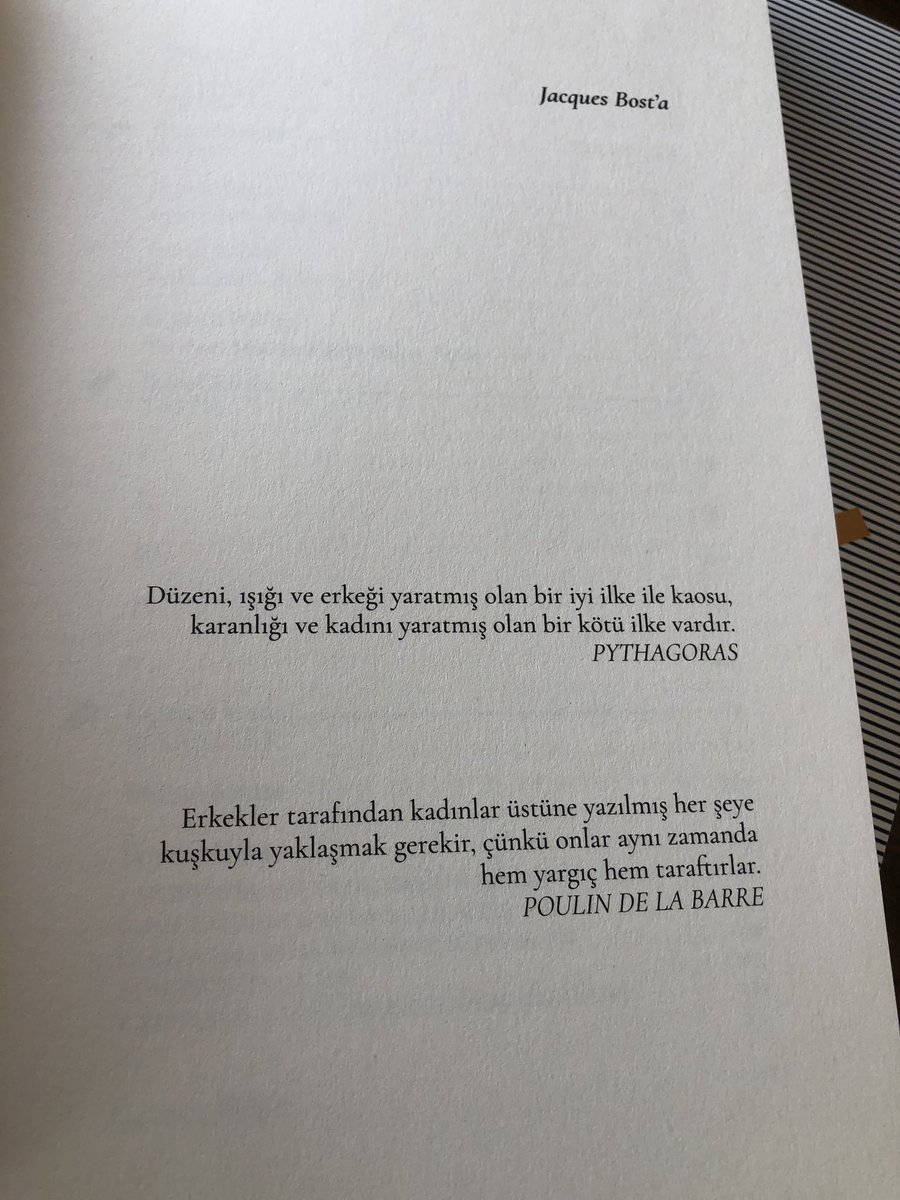 Jacques Bost'a
Düzeni, ışığı ve erkeği yaratmış olan bir iyi ilke ile kaosu,
karanlığı ve kadını yaratmış olan bir kötü ilke vardır.
PYTHAGORAS
Erkekler tarafından kadınlar üstüne yazılmış her şeye
kuşkuyla yaklaşmak gerekir, çünkü onlar aynı zamanda
hem yargıç hem taraftırlar.
POULIN DE LA BARRE